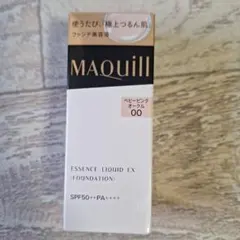 使うたび、極上つるん肌
ファンデ美容液
MAQuill
ベビーピンク
オークル
00
ESSENCE LIQUID EX
<FOUNDATION>
SPF50++PA++++